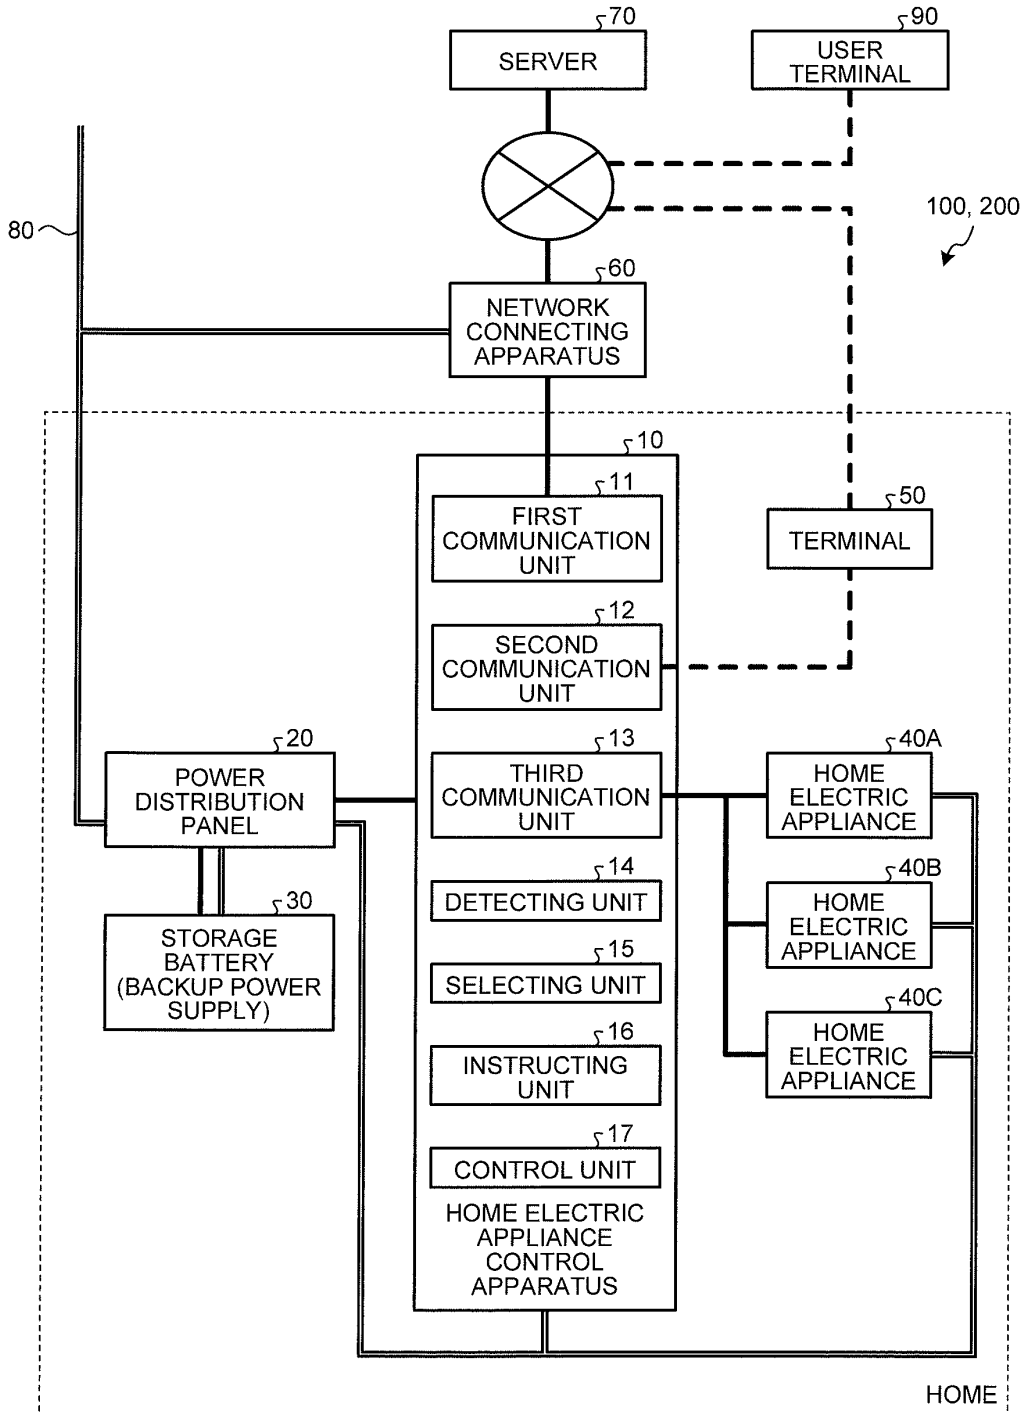 70
SERVER
90
USER
TERMINAL
80
100, 200
60
NETWORK
CONNECTING
APPARATUS
10
11
FIRST
COMMUNICATION
UNIT
50
TERMINAL
12
SECOND
COMMUNICATION
UNIT
20
POWER
DISTRIBUTION
PANEL
13
THIRD
COMMUNICATION
UNIT
40A
HOME
ELECTRIC
APPLIANCE
30
STORAGE
BATTERY
(BACKUP POWER
SUPPLY)
14
DETECTING UNIT
40B
HOME
ELECTRIC
APPLIANCE
15
SELECTING UNIT
40C
HOME
ELECTRIC
APPLIANCE
16
INSTRUCTING
UNIT
17
CONTROL UNIT
HOME ELECTRIC
APPLIANCE
CONTROL
APPARATUS
HOME